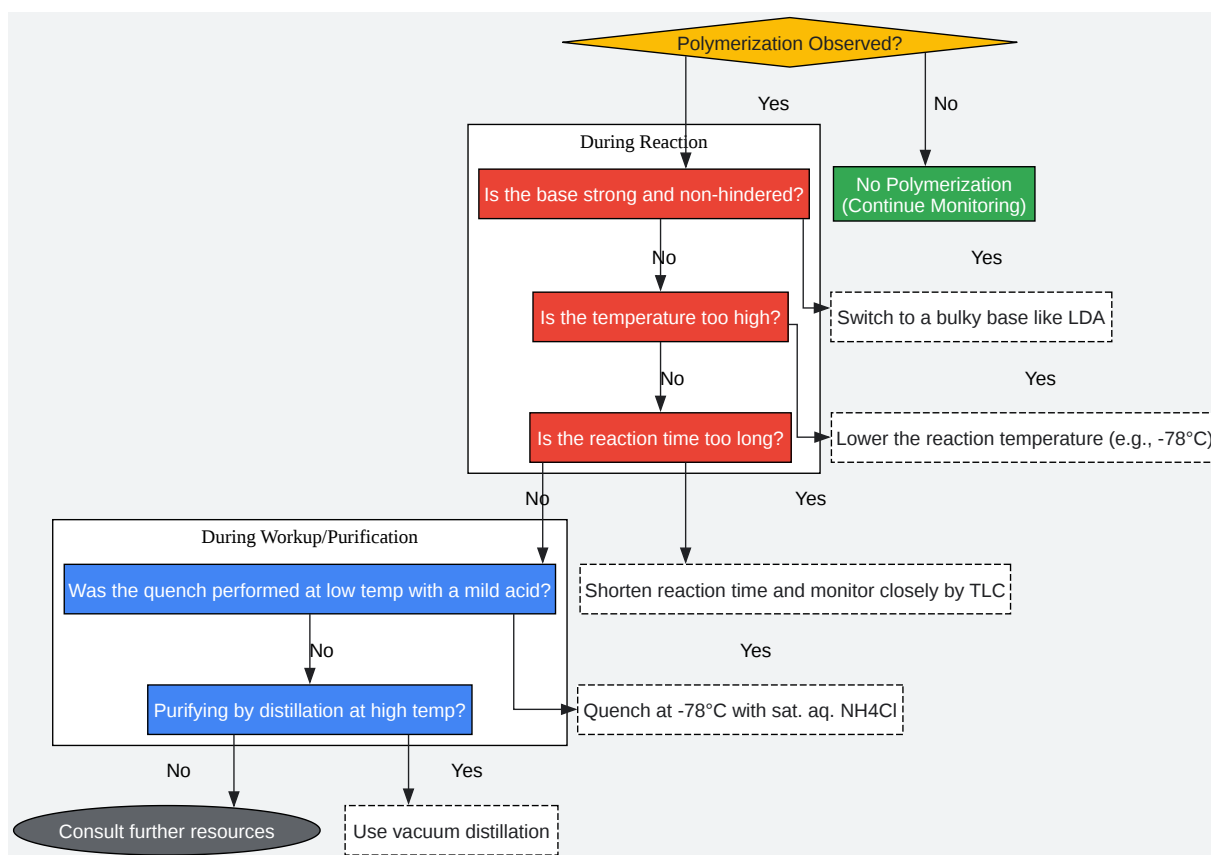 Polymerization Observed?
Yes
No
During Reaction
Is the base strong and non-hindered?
No Polymerization
(Continue Monitoring)
No
Yes
Is the temperature too high?
Switch to a bulky base like LDA
No
Yes
Is the reaction time too long?
Lower the reaction temperature (e.g., -78°C)
No
Yes
During Workup/Purification
Was the quench performed at low temp with a mild acid?
Shorten reaction time and monitor closely by TLC
No
Yes
Purifying by distillation at high temp?
Quench at -78°C with sat. aq. NH4Cl
No
Yes
Consult further resources
Use vacuum distillation